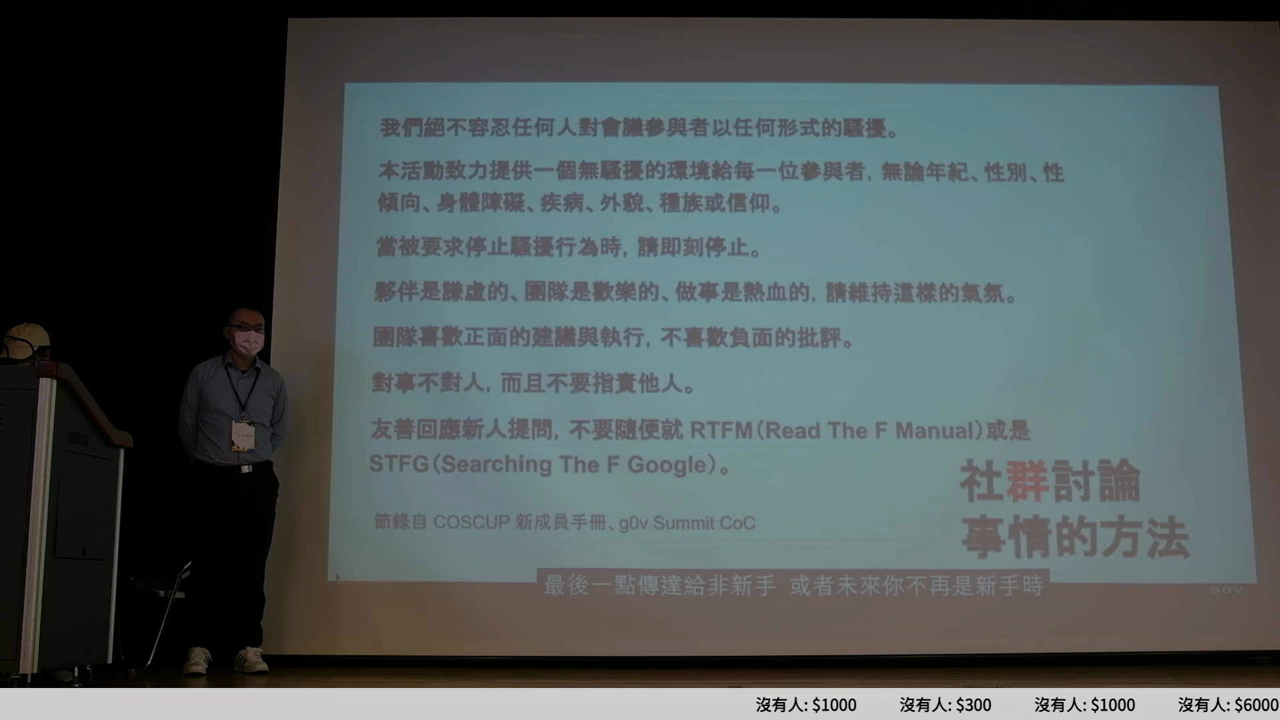 我們絕不容忍任何人對會議參與者以任何形式的騷擾。
本活動致力提供一個無騷擾的環境給每一位參與者, 無論年紀、性別、性
傾向、身體障礙、疾病、外貌、種族或信仰。
當被要求停止騷擾行為時, 請即刻停止。
夥伴是謙虛的、團隊是歡樂的、做事是熱血的, 請維持這樣的氣氛。
團隊喜歡正面的建議與執行, 不喜歡負面的批評。
對事不對人, 而且不要指責他人。
友善回應新人提問, 不要隨便就 RTFM(Read The F Manual)或是
STFG(Searching The F Google)。
節錄自 COSCUP 新成員手冊、g0v Summit CoC
社群討論
事情的方法
最後一點傳達給非新手 或者未來你不再是新手時
G0V
沒有人: $1000 沒有人: $300 沒有人: $1000 沒有人: $6000